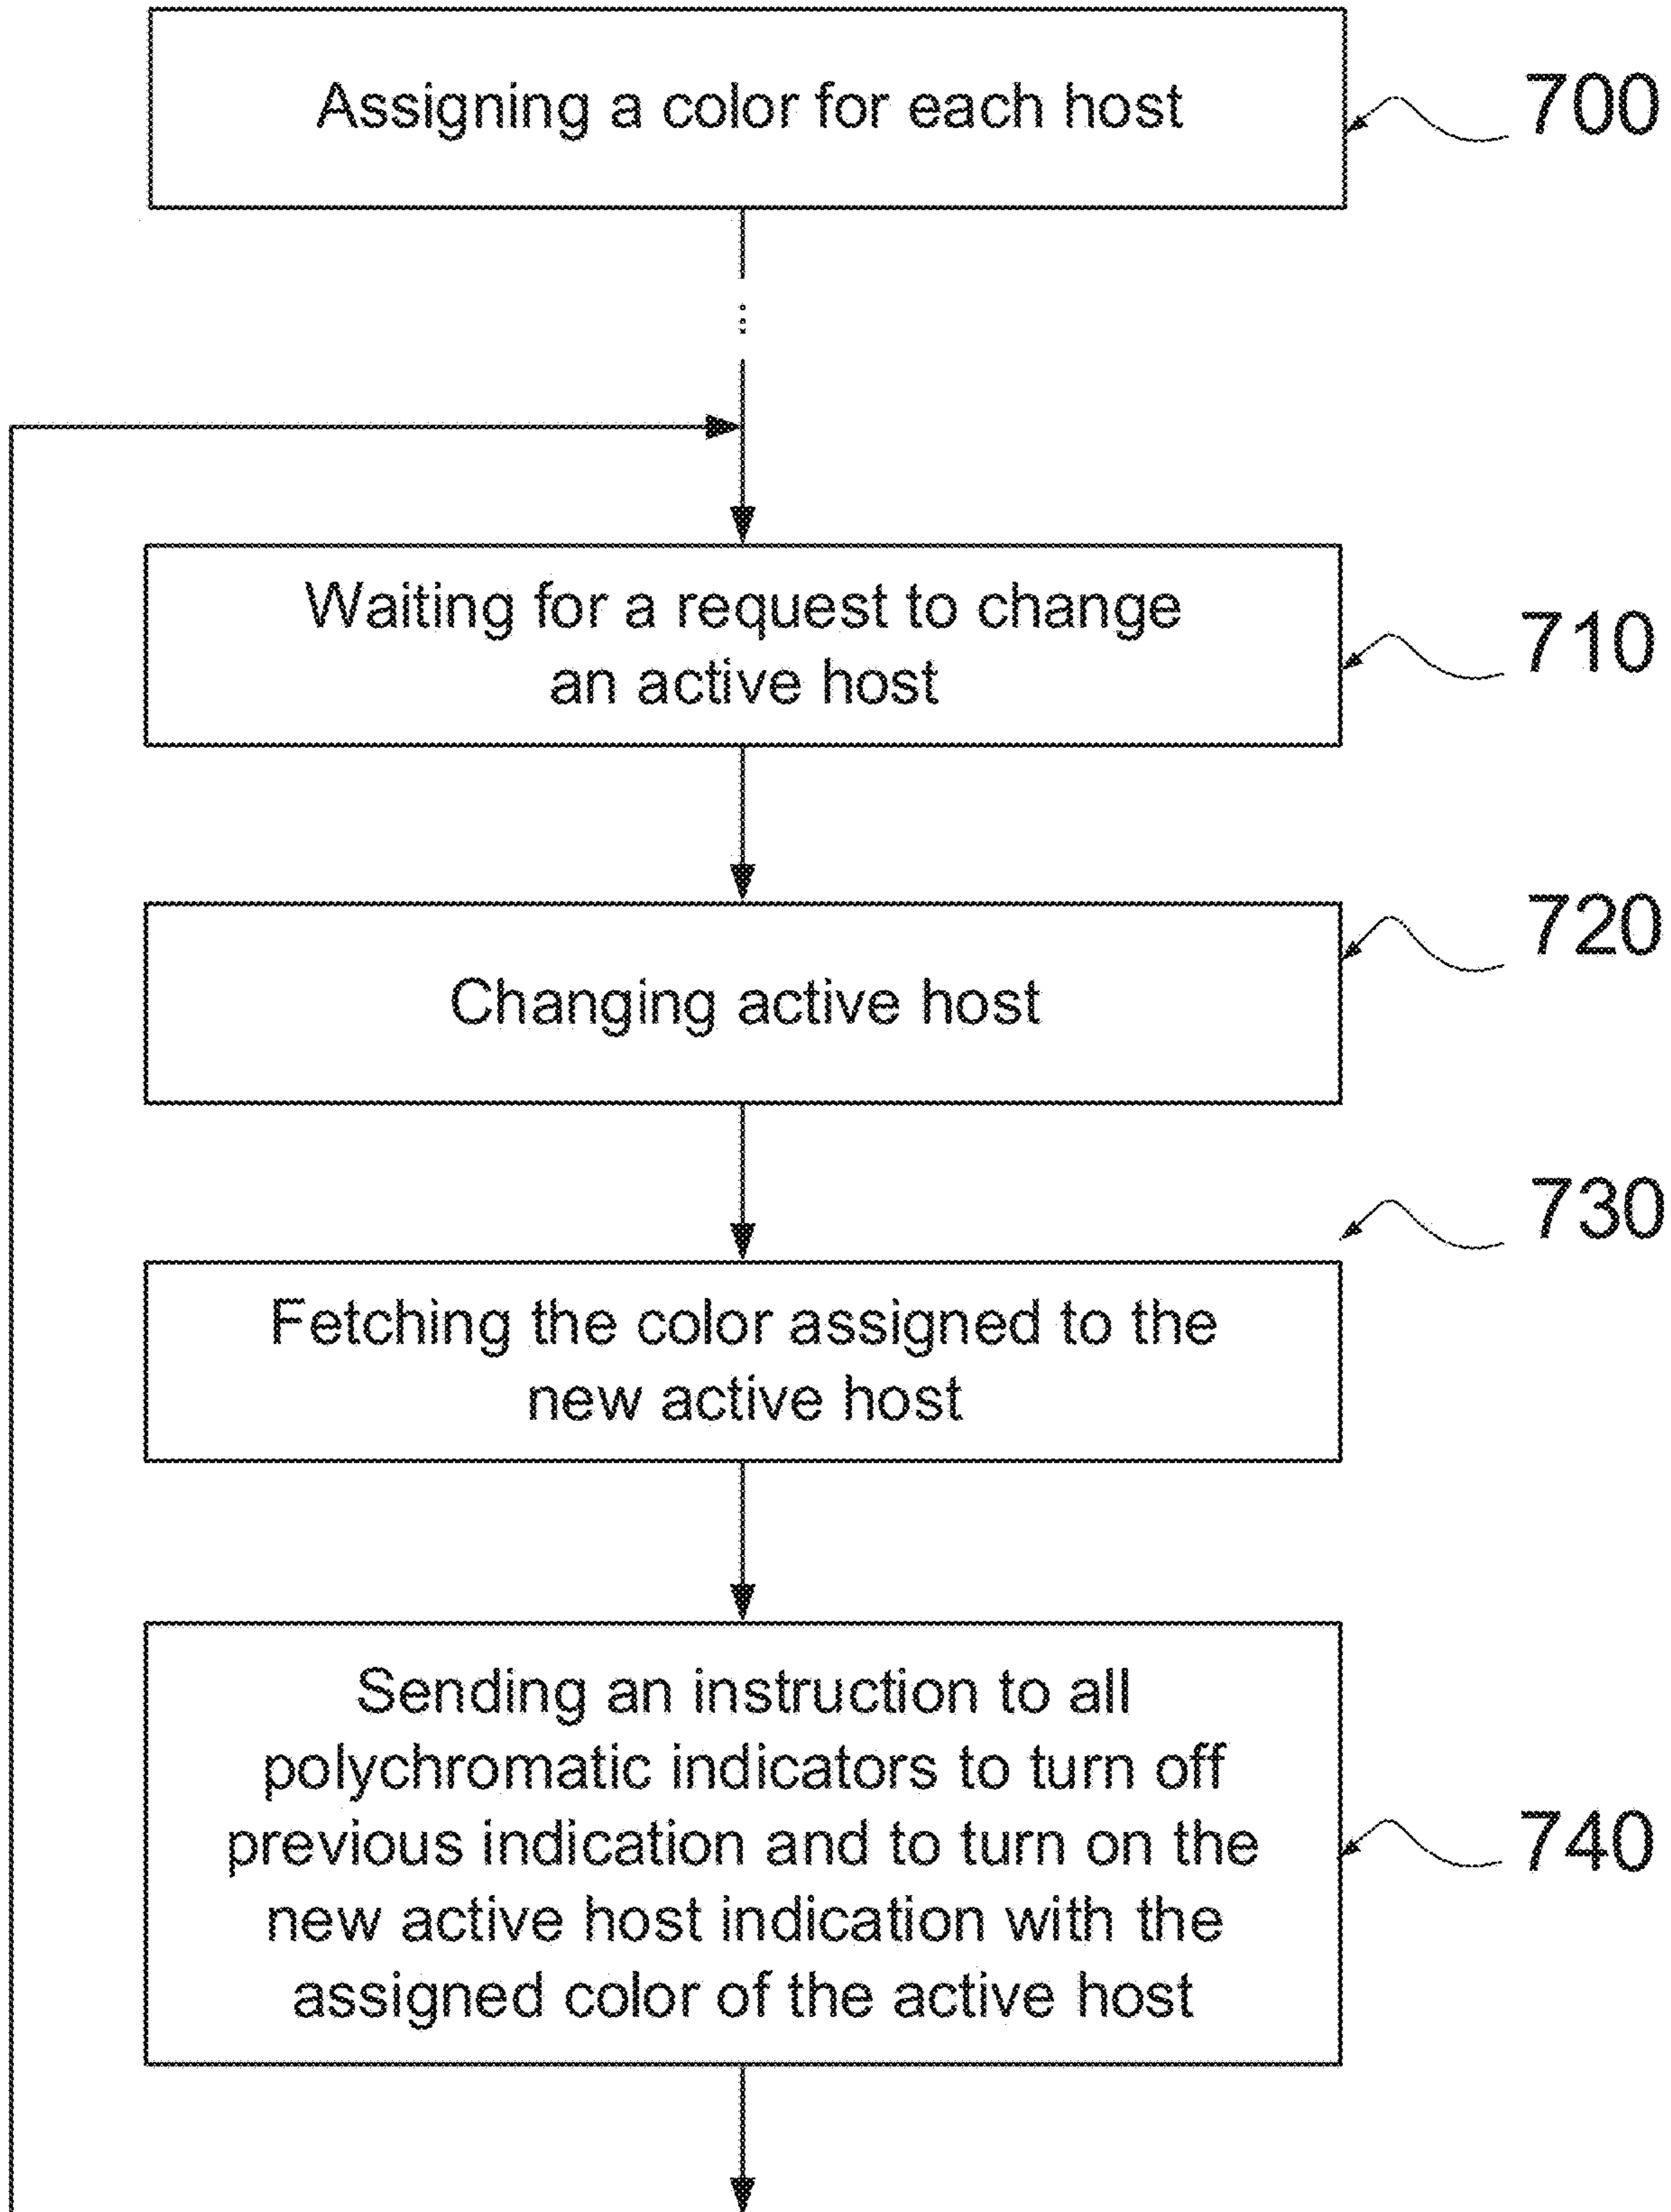 Assigning a color for each host
700
Waiting for a request to change
an active host
710
Changing active host
720
730
Fetching the color assigned to the
new active host
Sending an instruction to all
polychromatic indicators to turn off
previous indication and to turn on the
new active host indication with the
assigned color of the active host
740